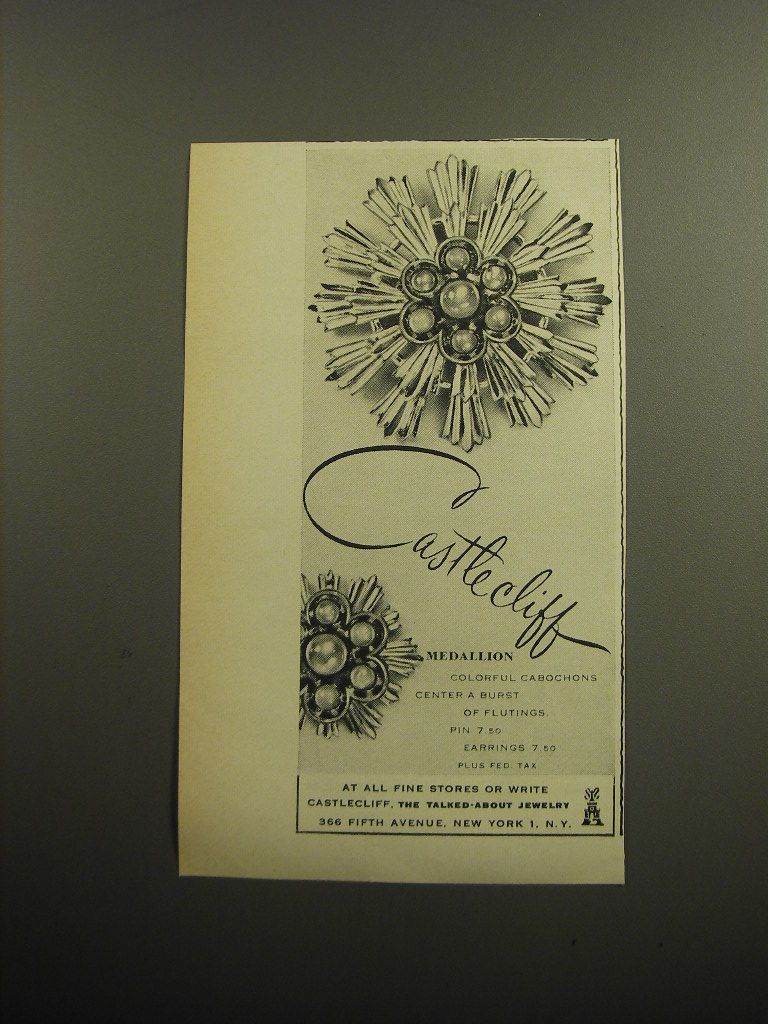 Castlecliff
MEDALLION
COLORFUL CABOCHONS
CENTER A BURST
OF FLUTINGS.
PIN 7.50
EARRINGS 7.50
PLUS FED. TAX
AT ALL FINE STORES OR WRITE
CASTLECLIFF, THE TALKED-ABOUT JEWELRY
366 FIFTH AVENUE, NEW YORK 1, N.Y.